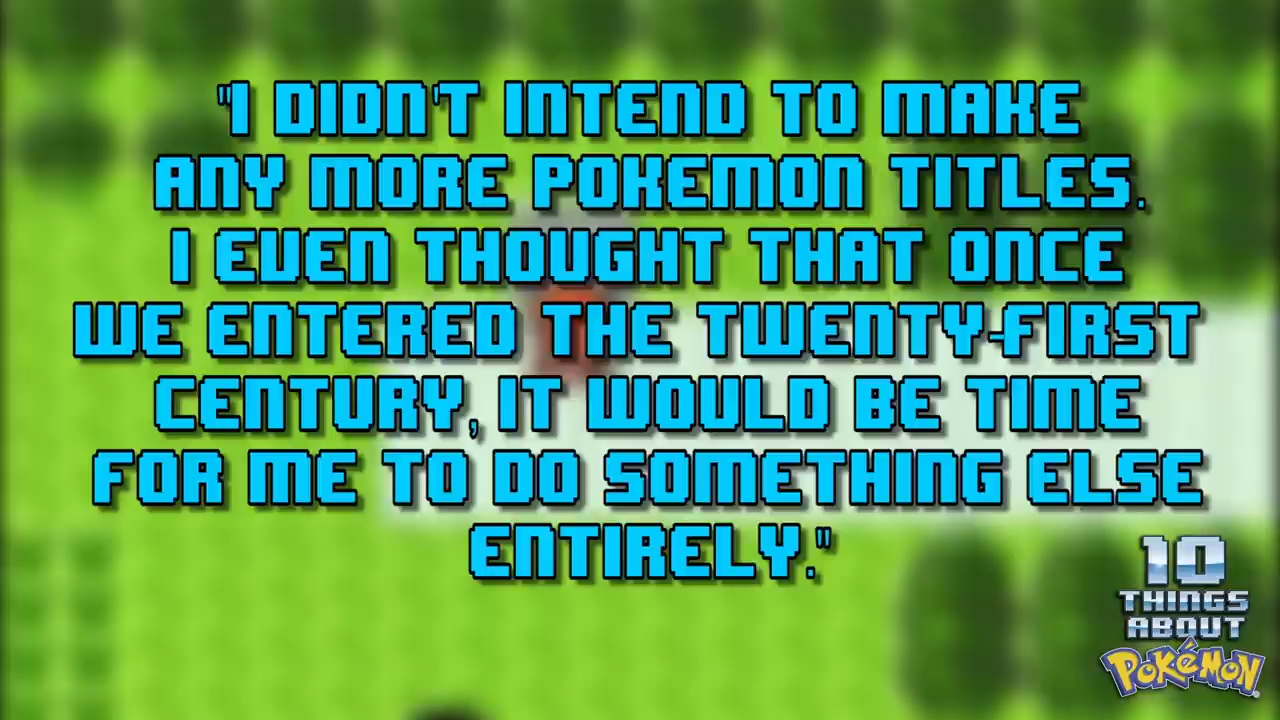 "I DIDN'T INTEND TO MAKE
ANY MORE POKEMON TITLES.
I EVEN THOUGHT THAT ONCE
WE ENTERED THE TWENTY-FIRST
CENTURY, IT WOULD BE TIME
FOR ME TO DO SOMETHING ELSE
ENTIRELY."
10
THINGS
ABOUT
POKéMON